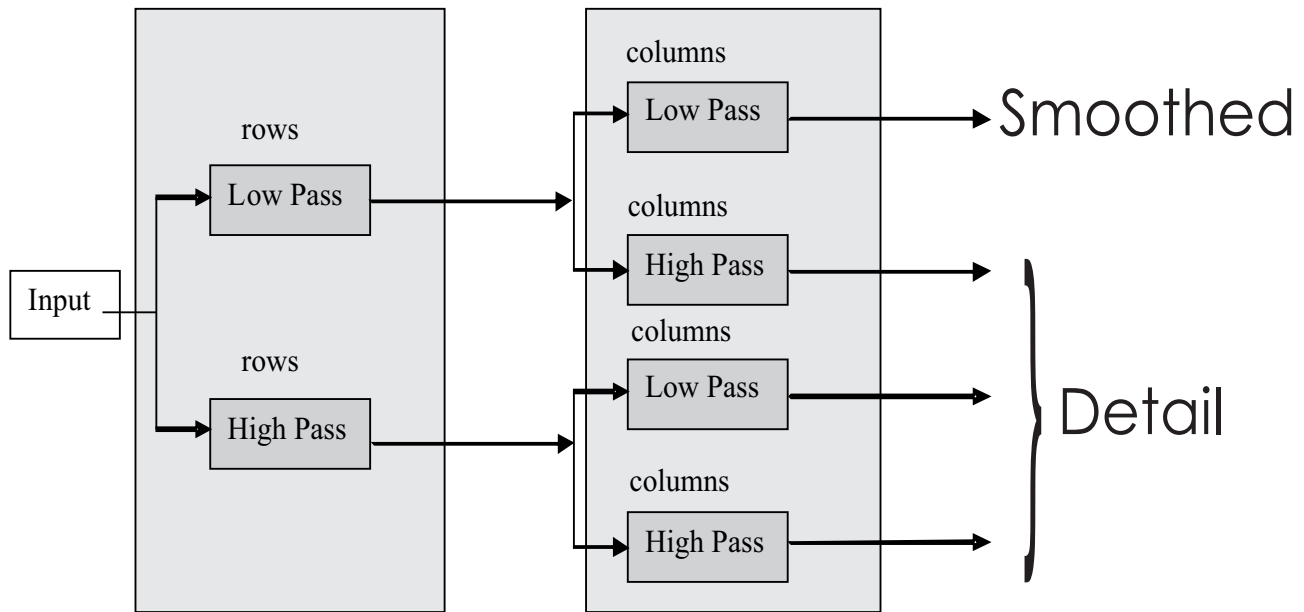 Input
rows
Low Pass
rows
High Pass
columns
Low Pass
columns
High Pass
columns
Low Pass
columns
High Pass
Smoothed
Detail